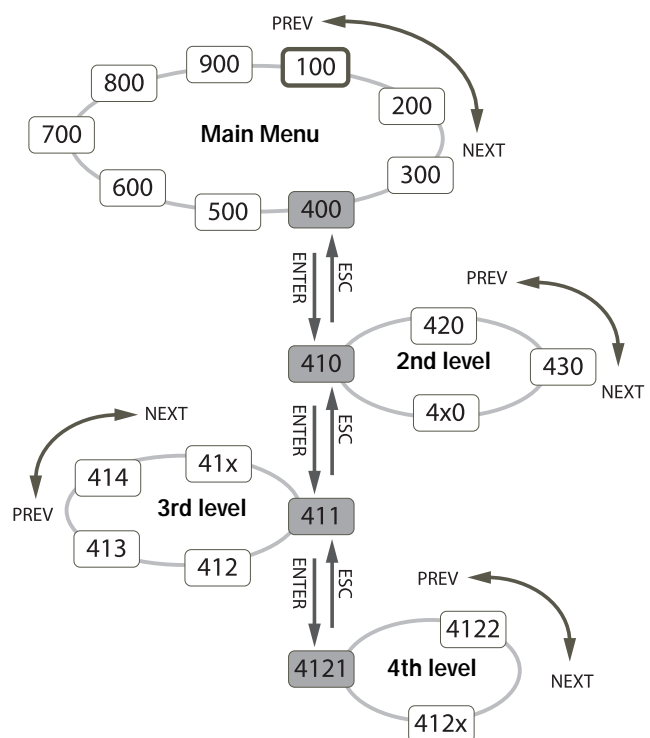 PREV
900
100
800
200
700
Main Menu
NEXT
600
300
500
400
ENTER
ESC
PREV
420
410
2nd level
430
NEXT
4x0
ENTER
ESC
NEXT
414
41x
PREV
3rd level
411
413
412
ENTER
ESC
PREV
4122
4121
4th level
NEXT
412x